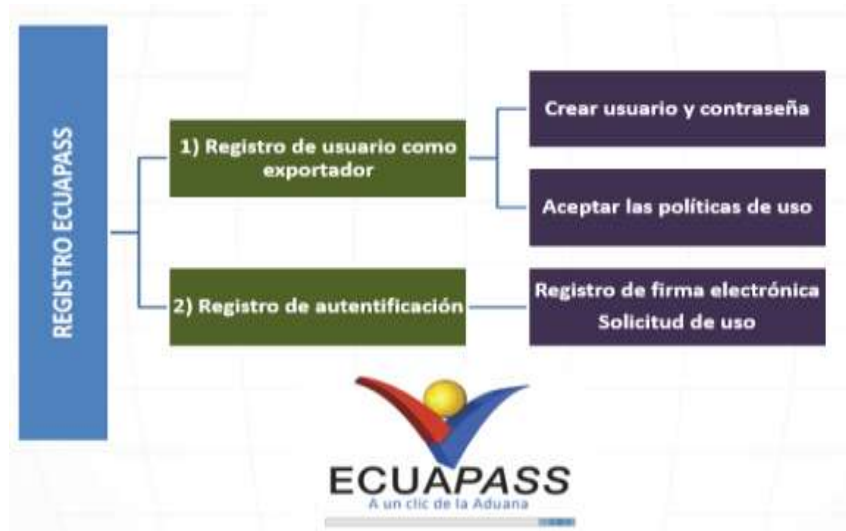 REGISTRO ECUAPASS
1) Registro de usuario como
exportador
Crear usuario y contraseña
Aceptar las políticas de uso
2) Registro de autentificación
Registro de firma electrónica
Solicitud de uso
ECUAPASS
A un clic de la Aduana